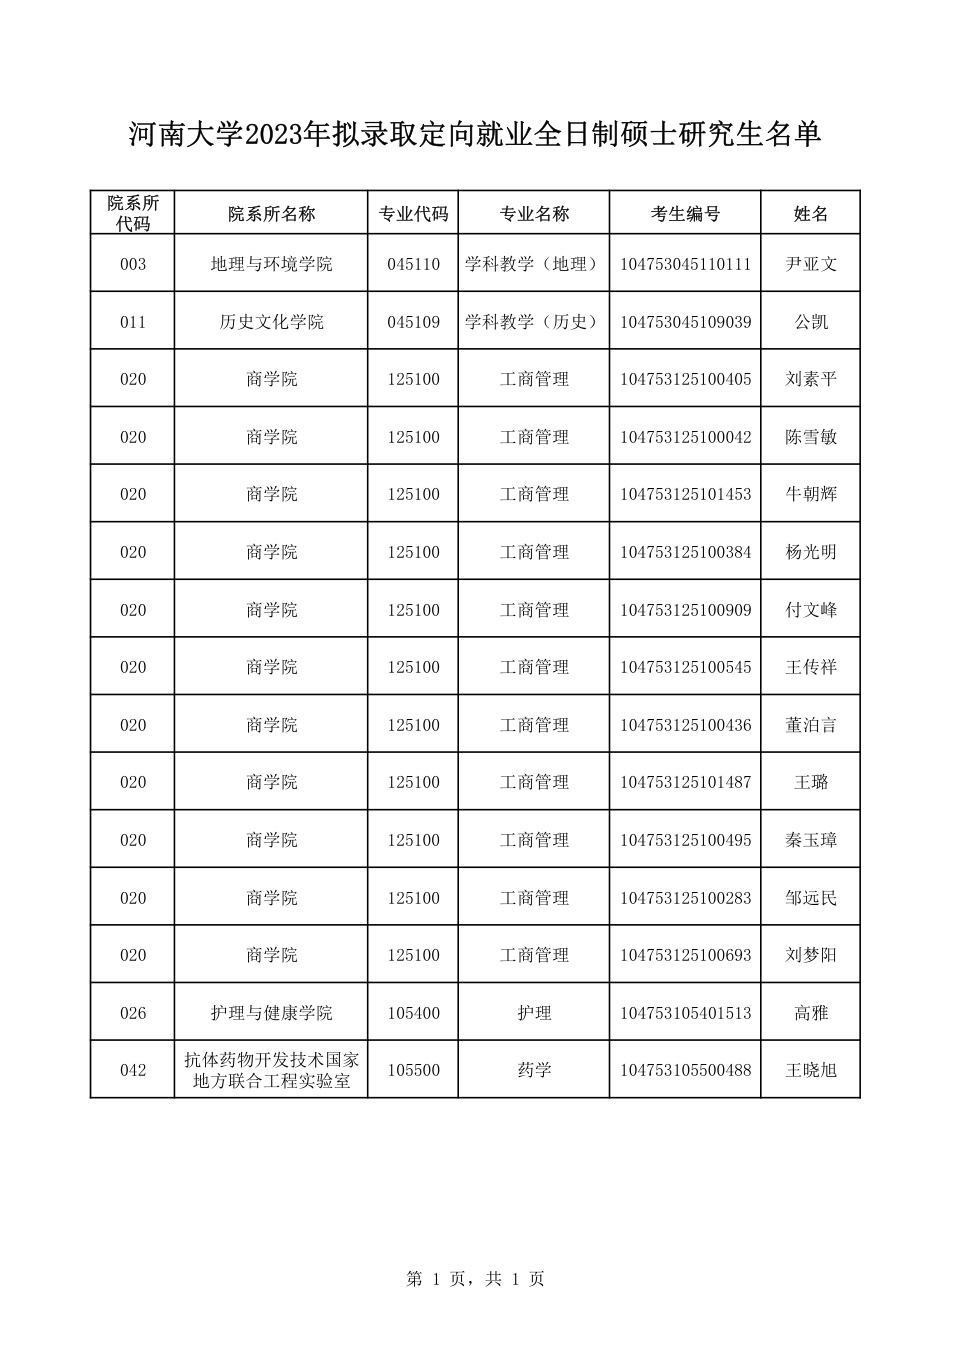 河南大学2023年拟录取定向就业全日制硕士研究生名单
院系所代码 院系所名称 专业代码 专业名称 考生编号 姓名
003 地理与环境学院 045110 学科教学（地理） 104753045110111 尹亚文
011 历史文化学院 045109 学科教学（历史） 104753045109039 公凯
020 商学院 125100 工商管理 104753125100405 刘素平
020 商学院 125100 工商管理 104753125100042 陈雪敏
020 商学院 125100 工商管理 104753125101453 牛朝辉
020 商学院 125100 工商管理 104753125100384 杨光明
020 商学院 125100 工商管理 104753125100909 付文峰
020 商学院 125100 工商管理 104753125100545 王传祥
020 商学院 125100 工商管理 104753125100436 董泊言
020 商学院 125100 工商管理 104753125101487 王璐
020 商学院 125100 工商管理 104753125100495 秦玉璋
020 商学院 125100 工商管理 104753125100283 邹远民
020 商学院 125100 工商管理 104753125100693 刘梦阳
026 护理与健康学院 105400 护理 104753105401513 高雅
042 抗体药物开发技术国家地方联合工程实验室 105500 药学 104753105500488 王晓旭
第 1 页，共 1 页